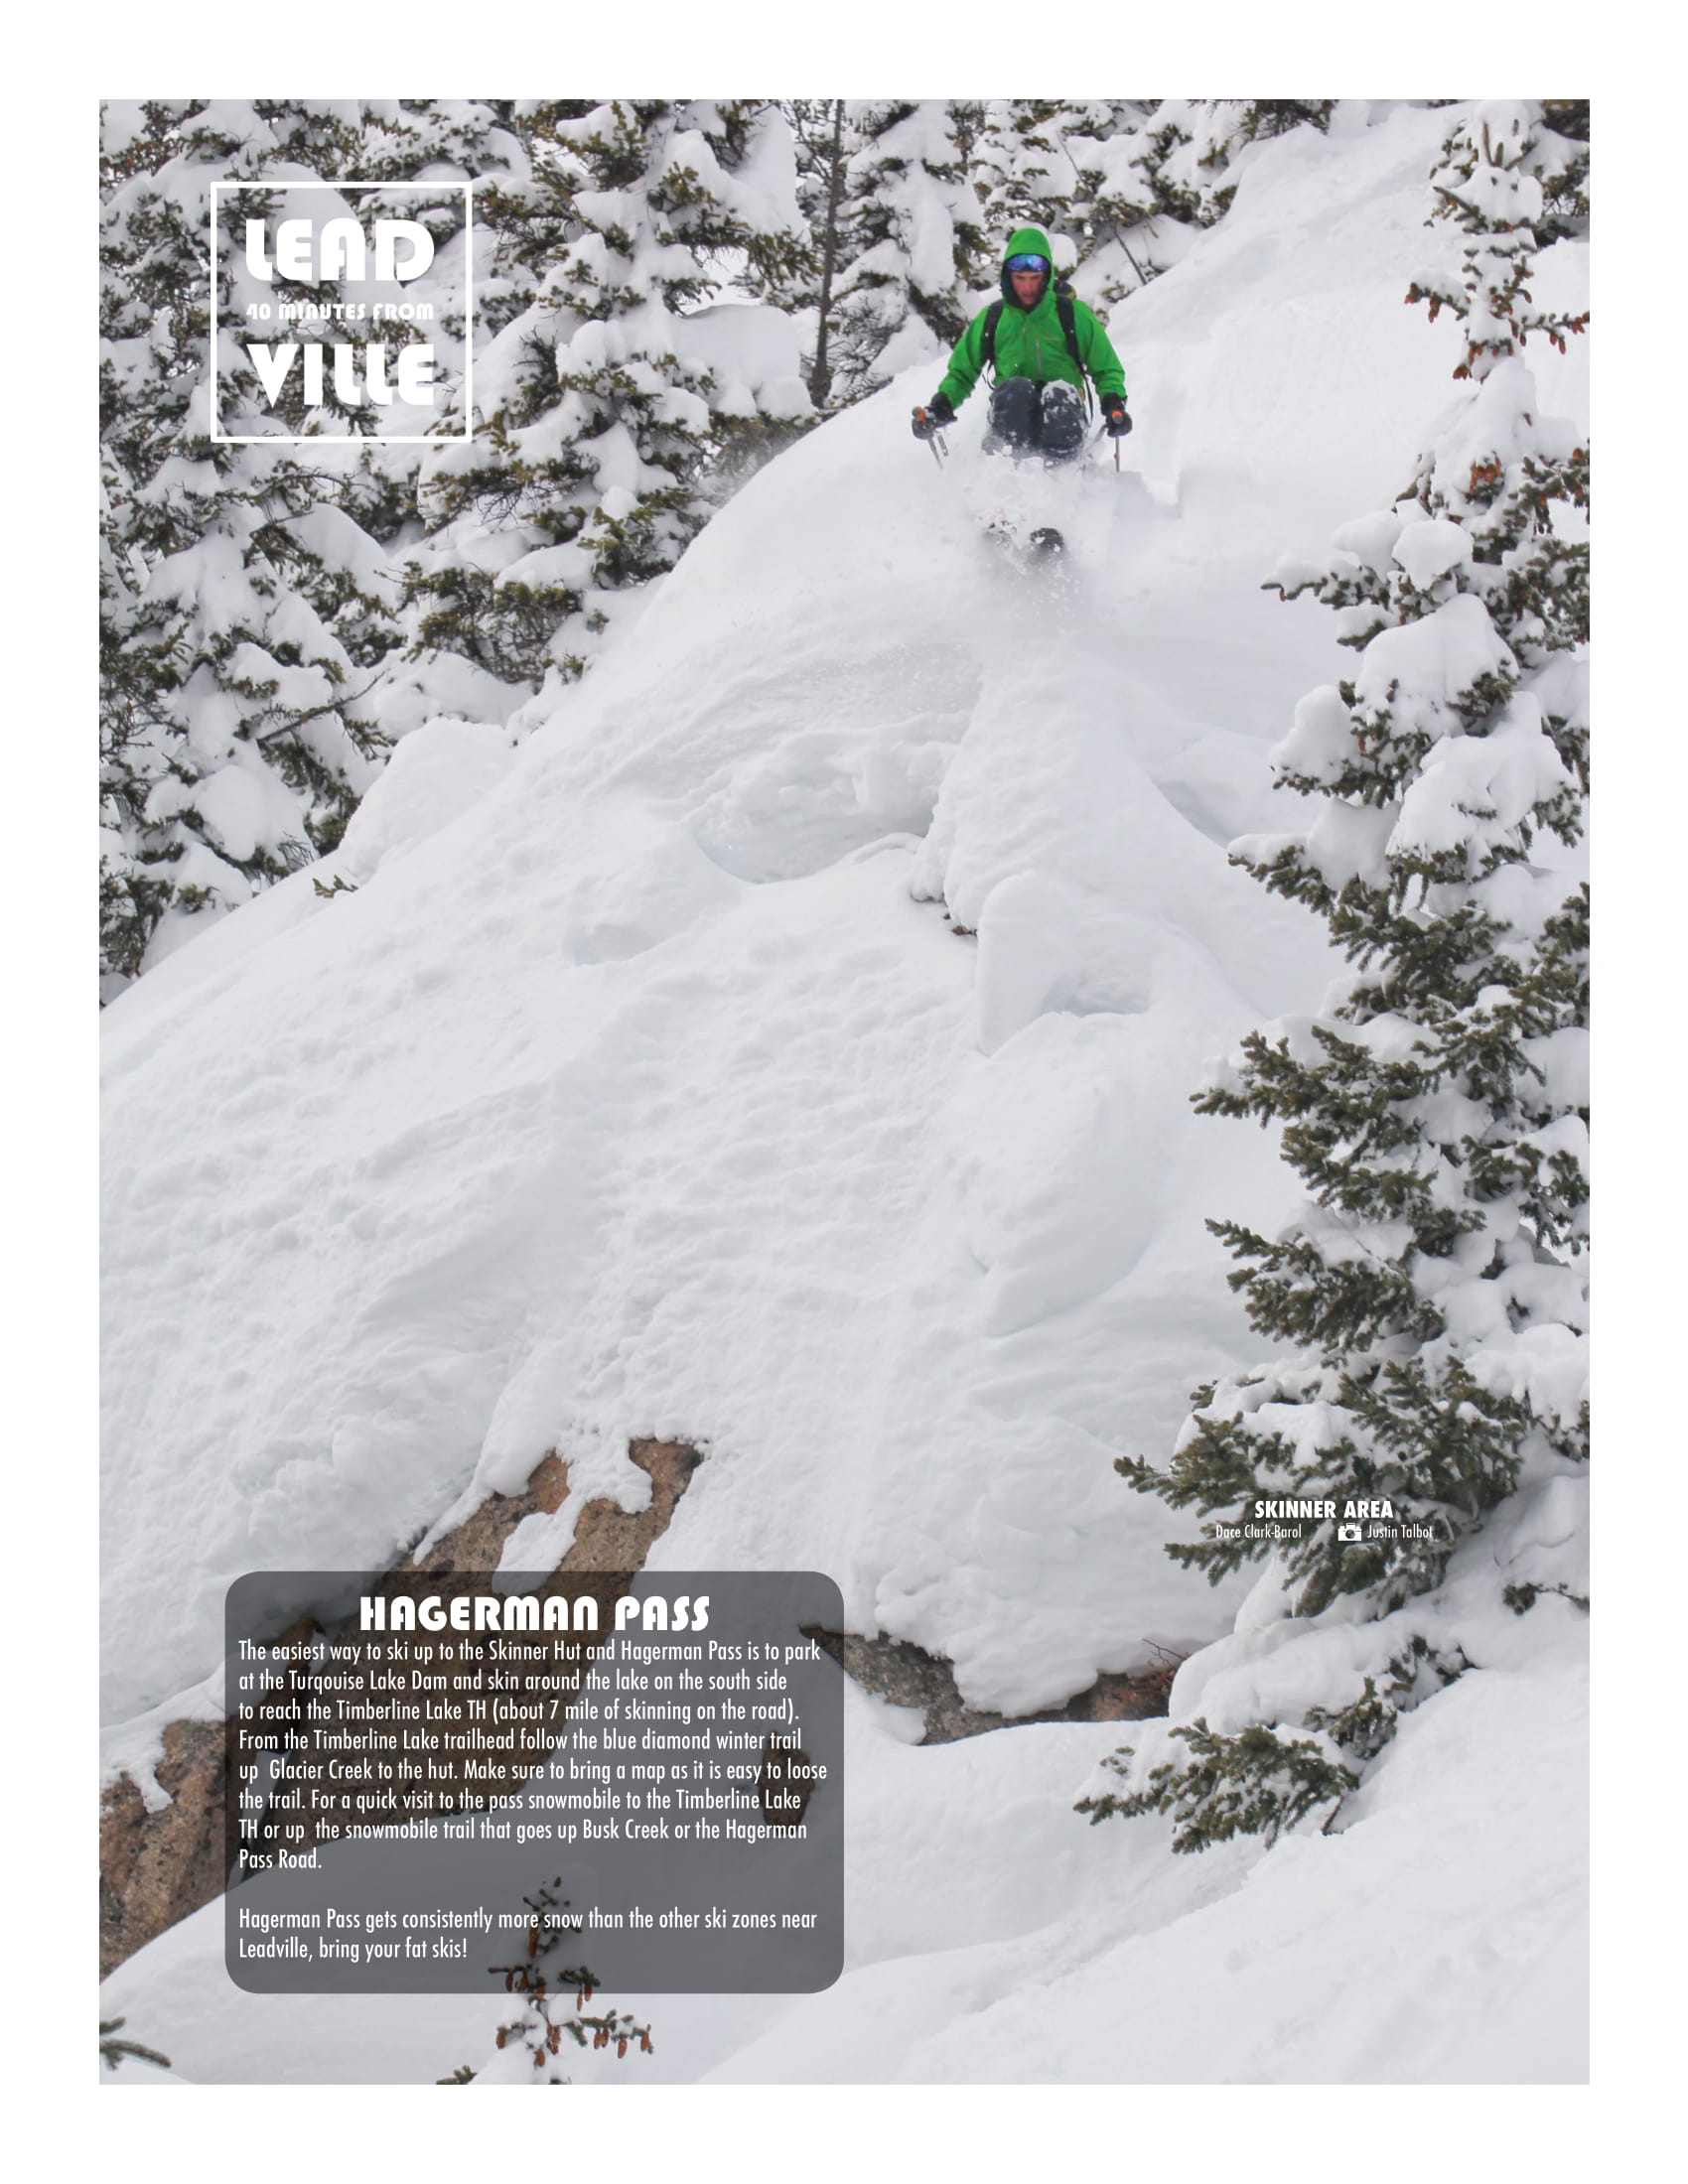 LEAD
40 MINUTES FROM
VILLE
SKINNER AREA
Dace Clark-Barol Justin Talbot
HAGERMAN PASS
The easiest way to ski up to the Skinner Hut and Hagerman Pass is to park
at the Turqouise Lake Dam and skin around the lake on the south side
to reach the Timberline Lake TH (about 7 mile of skinning on the road).
From the Timberline Lake trailhead follow the blue diamond winter trail
up  Glacier Creek to the hut. Make sure to bring a map as it is easy to loose
the trail. For a quick visit to the pass snowmobile to the Timberline Lake
TH or up  the snowmobile trail that goes up Busk Creek or the Hagerman
Pass Road.
Hagerman Pass gets consistently more snow than the other ski zones near
Leadville, bring your fat skis!